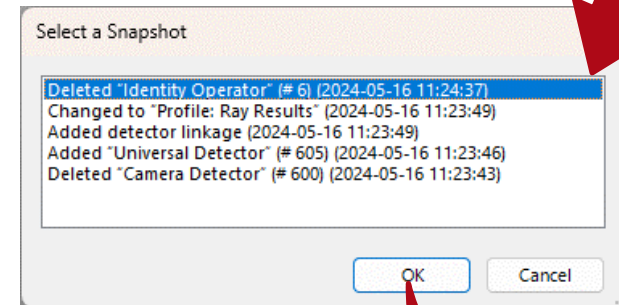 Select a Snapshot
Deleted "Identity Operator" (# 6) (2024-05-16 11:24:37)
Changed to "Profile: Ray Results" (2024-05-16 11:23:49)
Added detector linkage (2024-05-16 11:23:49)
Added "Universal Detector" (# 605) (2024-05-16 11:23:46)
Deleted "Camera Detector" (# 600) (2024-05-16 11:23:43)
OK Cancel